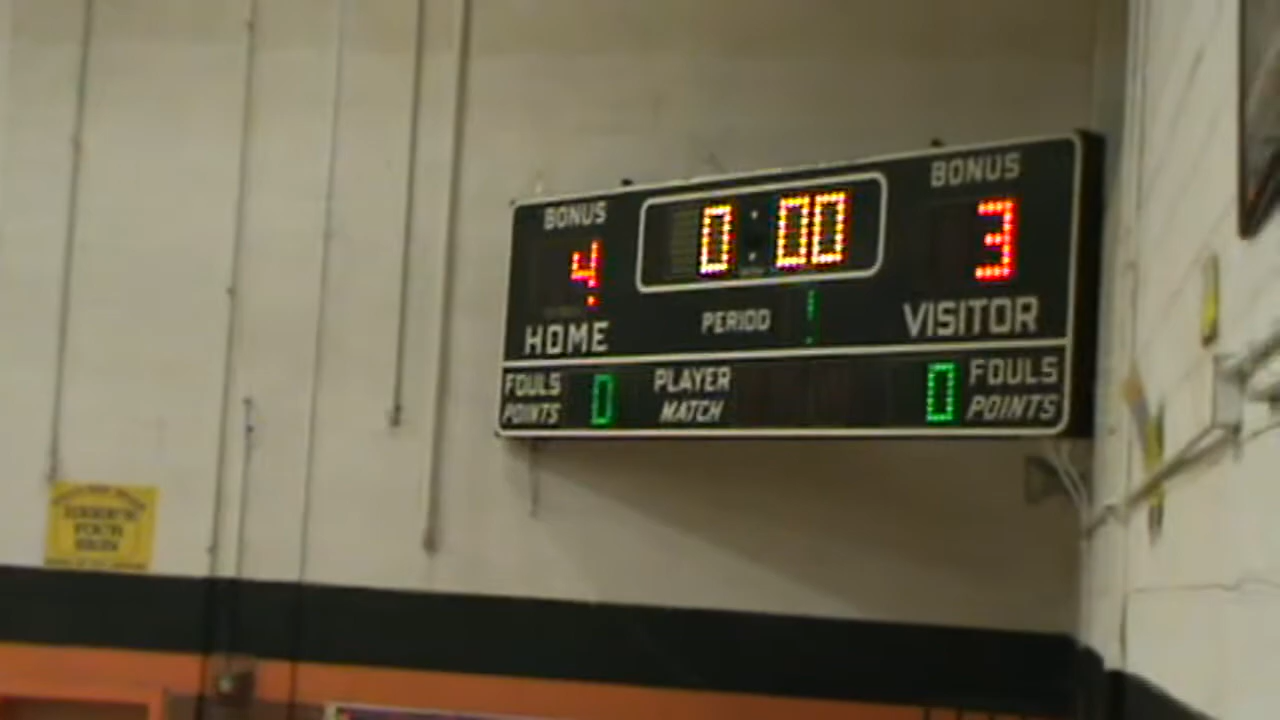 BONUS 0:00 BONUS
4 3
HOME PERIOD 1 VISITOR
FOULS 0 PLAYER 0 FOULS
POINTS MATCH POINTS